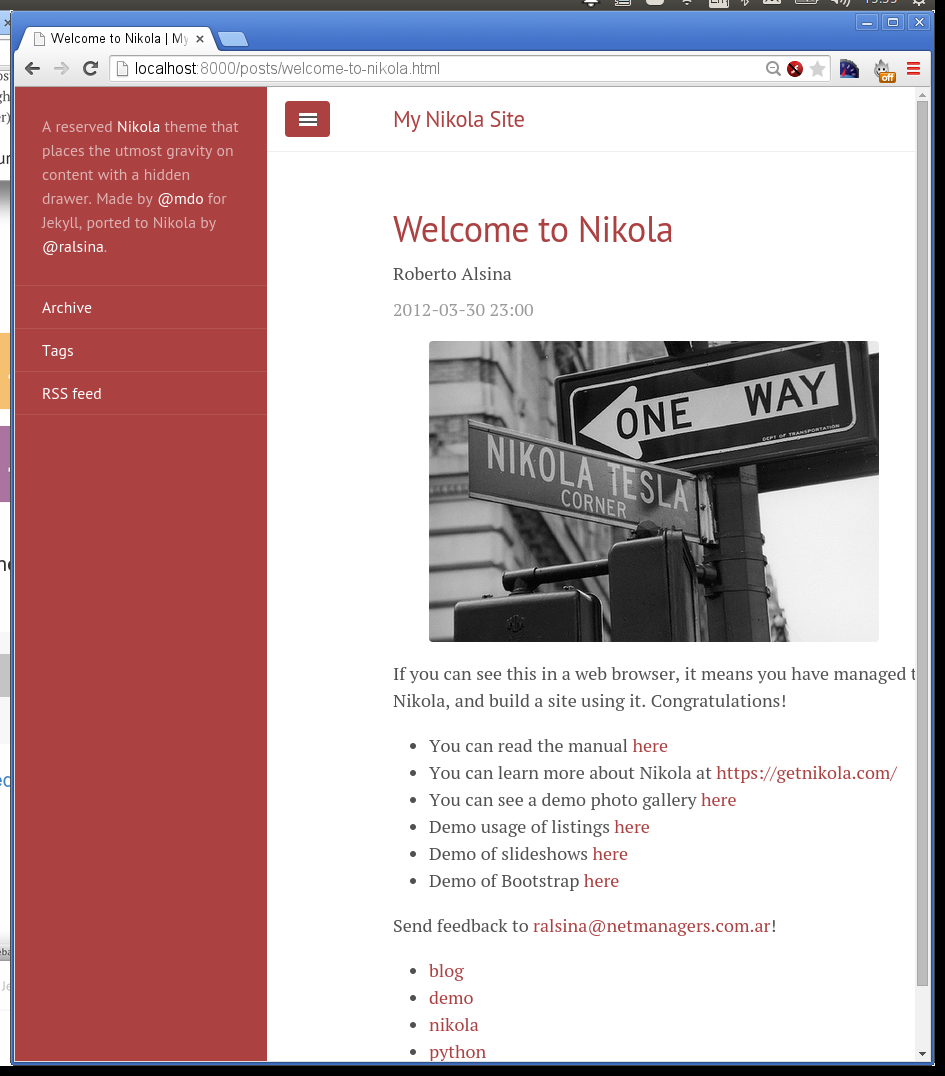 Welcome to Nikola | My
localhost:8000/posts/welcome-to-nikola.html
off
A reserved Nikola theme that
places the utmost gravity on
content with a hidden
drawer. Made by @mdo for
Jekyll, ported to Nikola by
@ralsina.
Archive
Tags
RSS feed
My Nikola Site
Welcome to Nikola
Roberto Alsina
2012-03-30 23:00
ONE WAY
DEPT OF TRANSPORTATION
NIKOLA TESLA
CORNER
If you can see this in a web browser, it means you have managed t
Nikola, and build a site using it. Congratulations!
You can read the manual here
You can learn more about Nikola at https://getnikola.com/
You can see a demo photo gallery here
Demo usage of listings here
Demo of slideshows here
Demo of Bootstrap here
Send feedback to ralsina@netmanagers.com.ar!
blog
demo
nikola
python